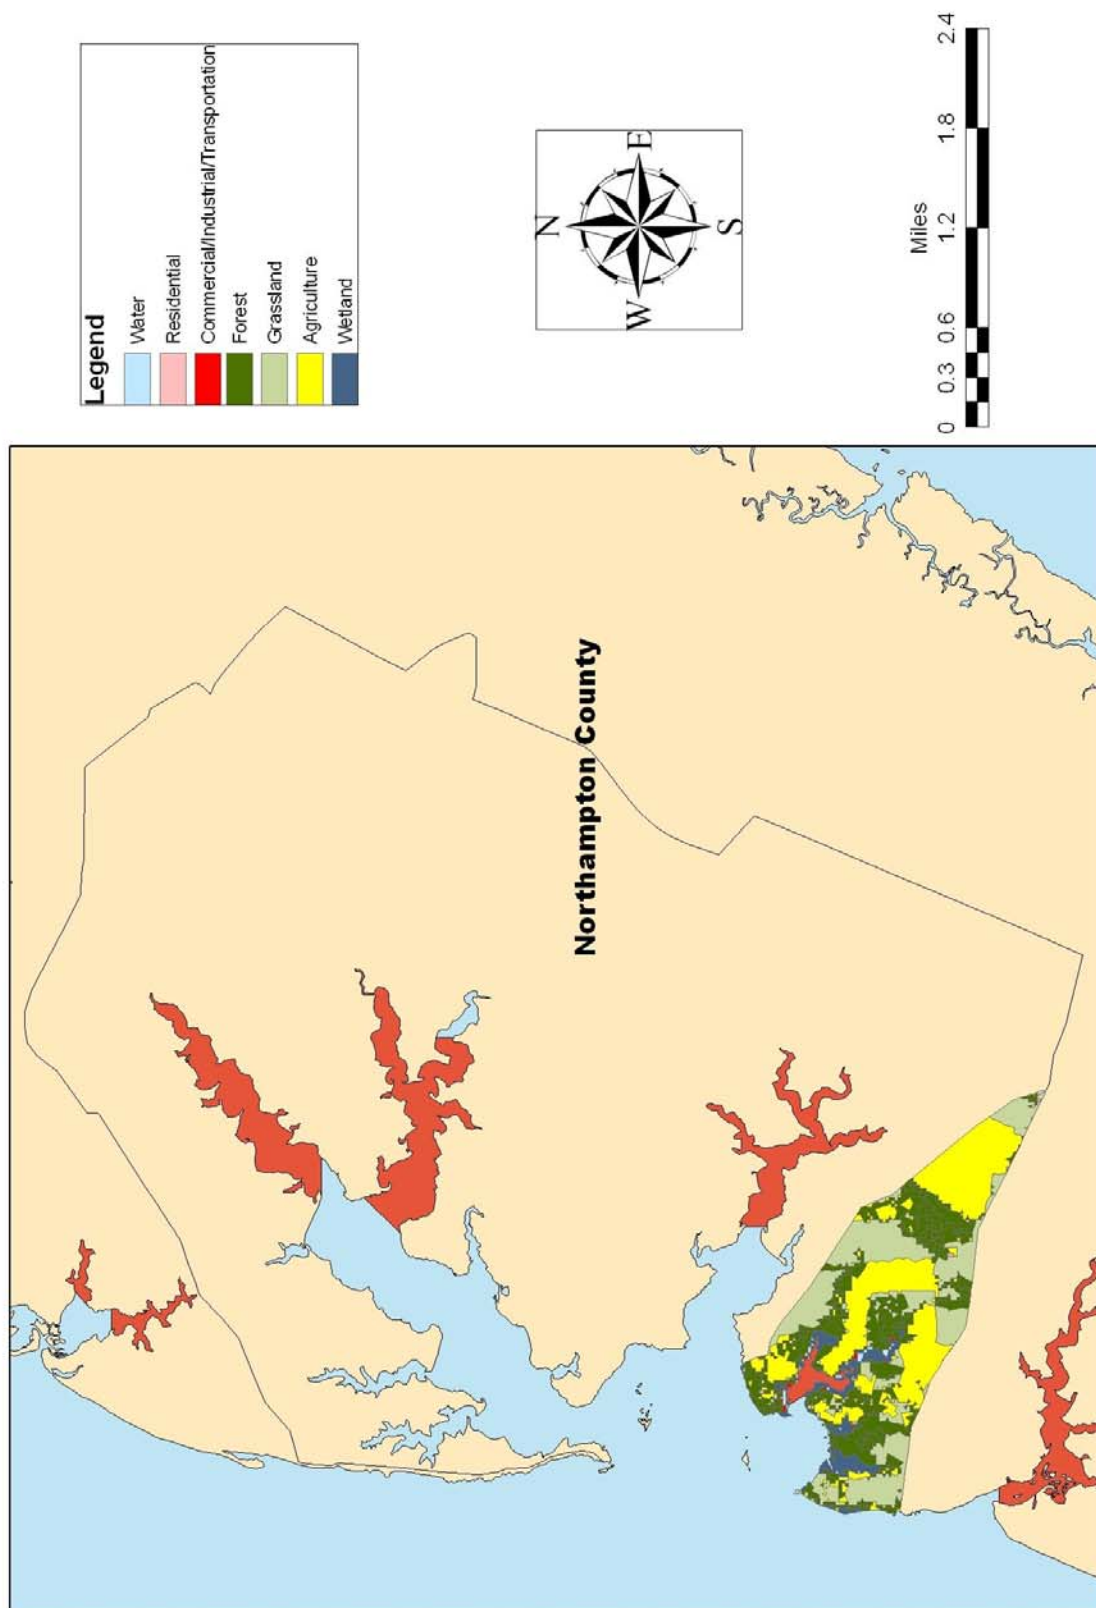 Legend
Water
Residential
Commercial/Industrial/Transportation
Forest
Grassland
Agriculture
Wetland
N
W
E
S
Miles
0 0.3 0.6 1.2 1.8 2.4
Northampton County